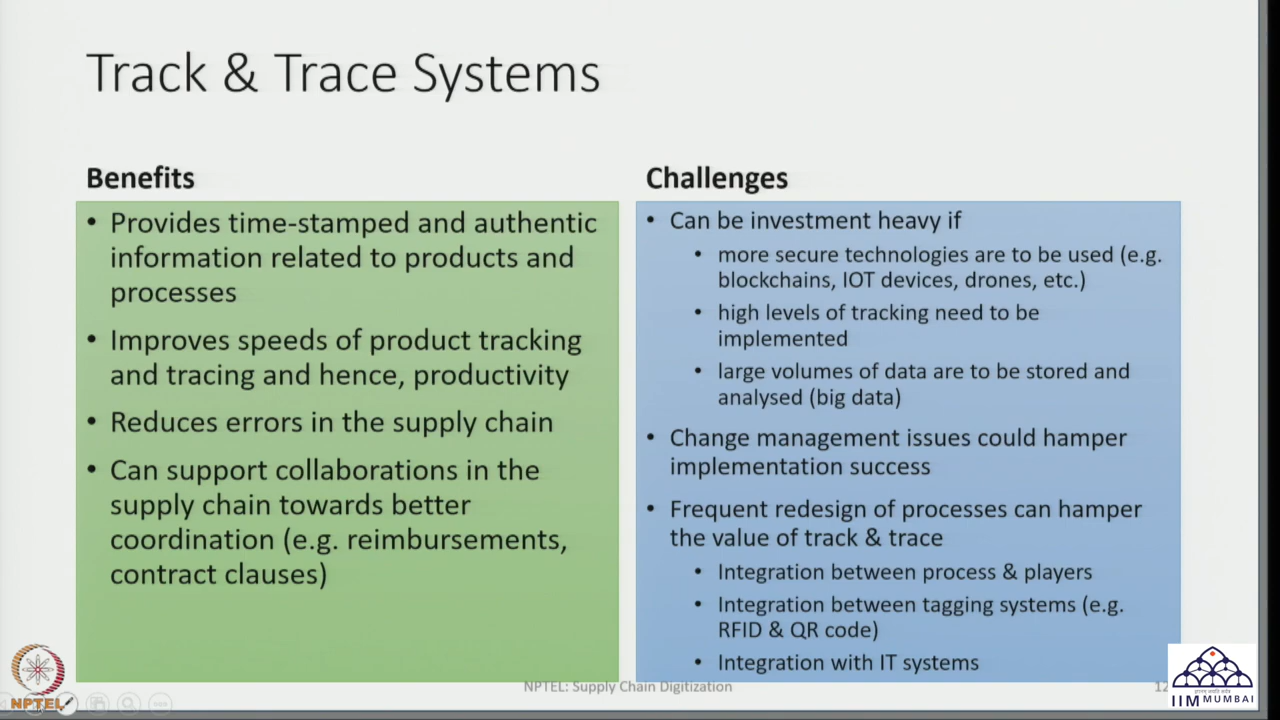 Track & Trace Systems
Benefits
• Provides time-stamped and authentic
information related to products and
processes
• Improves speeds of product tracking
and tracing and hence, productivity
• Reduces errors in the supply chain
• Can support collaborations in the
supply chain towards better
coordination (e.g. reimbursements,
contract clauses)
Challenges
• Can be investment heavy if
• more secure technologies are to be used (e.g.
blockchains, IOT devices, drones, etc.)
• high levels of tracking need to be
implemented
• large volumes of data are to be stored and
analysed (big data)
• Change management issues could hamper
implementation success
• Frequent redesign of processes can hamper
the value of track & trace
• Integration between process & players
• Integration between tagging systems (e.g.
RFID & QR code)
• Integration with IT systems
NPTEL: Supply Chain Digitization
NPTEL
IIM MUMBAI